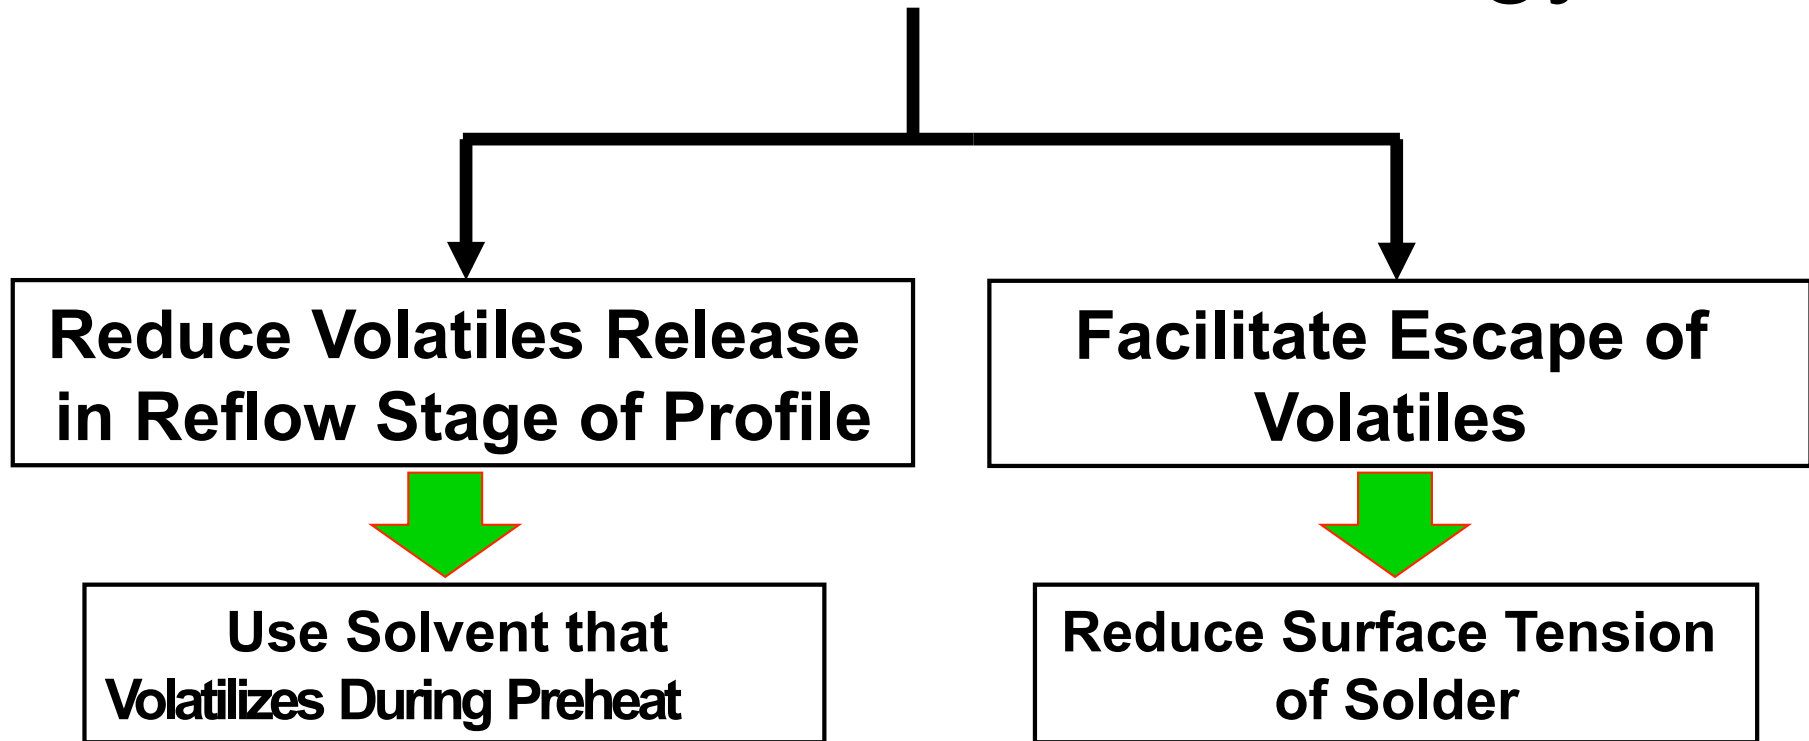 Reduce Volatiles Release
in Reflow Stage of Profile
Facilitate Escape of
Volatiles
Use Solvent that
Volatilizes During Preheat
Reduce Surface Tension
of Solder